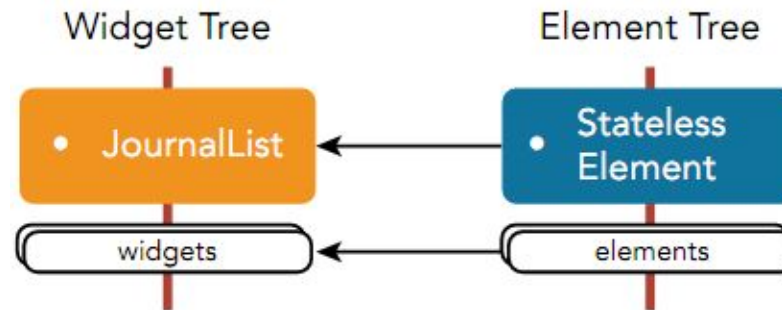 Widget Tree
Element Tree
JournalList
Stateless
Element
widgets
elements